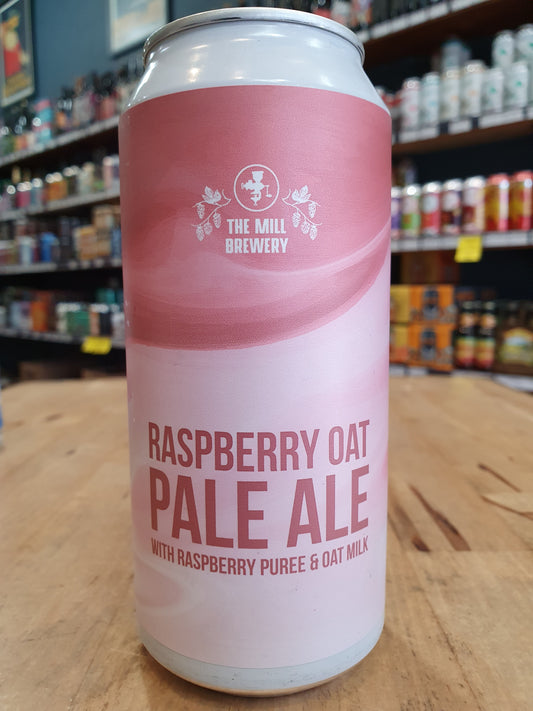 THE MILL
BREWERY
RASPBERRY OAT
PALE ALE
WITH RASPBERRY PUREE & OAT MILK